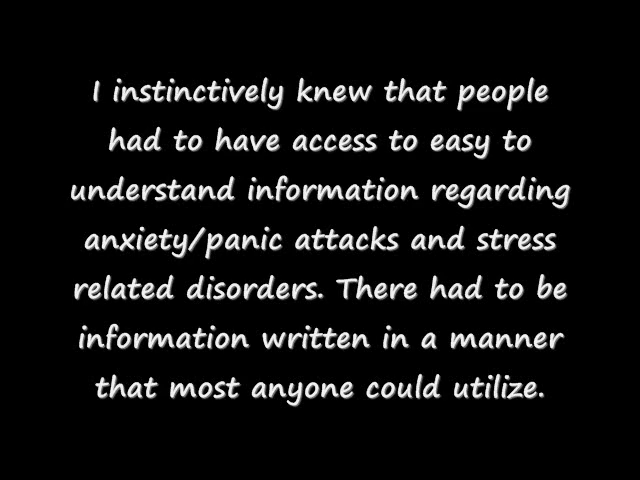 I instinctively knew that people
had to have access to easy to
understand information regarding
anxiety/panic attacks and stress
related disorders. There had to be
information written in a manner
that most anyone could utilize.